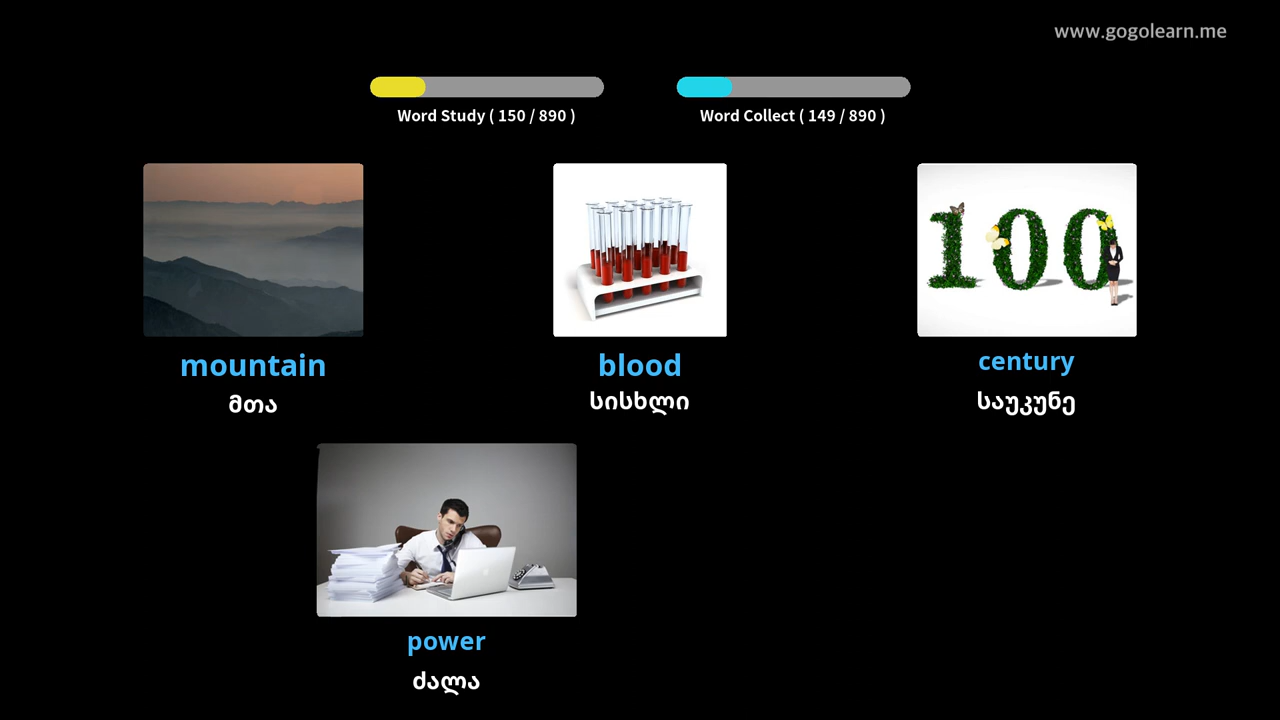 www.gogolearn.me
Word Study ( 150 / 890 )
Word Collect ( 149 / 890 )
mountain
მთა
blood
სისხლი
century
საუკუნე
power
ძალა